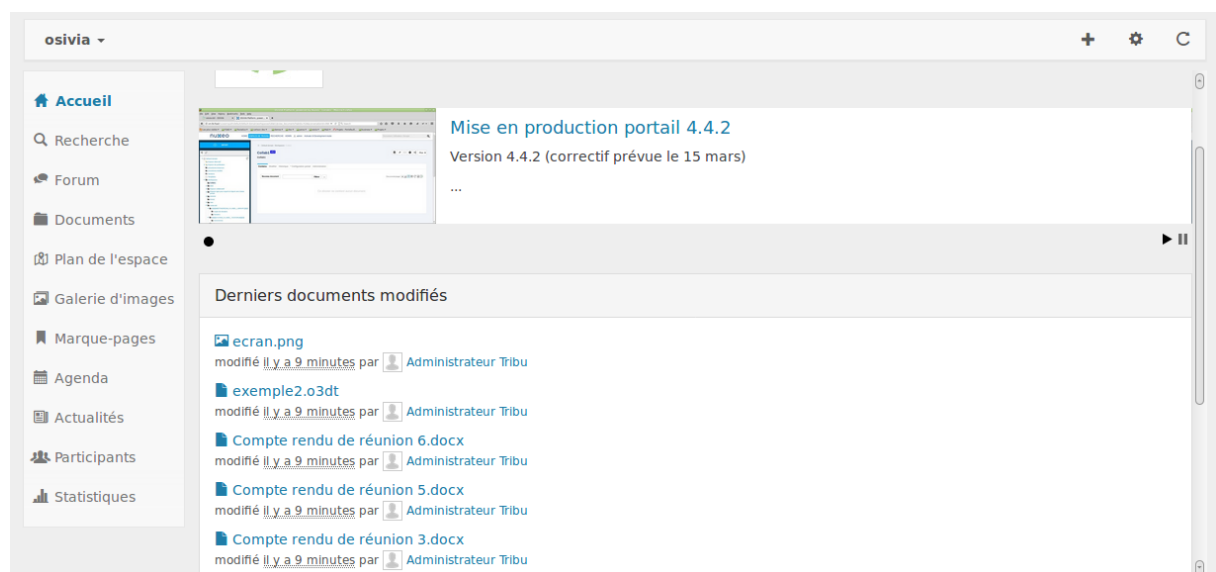 osivia
Accueil
Recherche
Forum
Documents
Plan de l'espace
Galerie d'images
Marque-pages
Agenda
Actualités
Participants
Statistiques
Mise en production portail 4.4.2
Version 4.4.2 (correctif prévue le 15 mars)
...
Derniers documents modifiés
ecran.png
modifié il y a 9 minutes par Administrateur Tribu
exemple2.o3dt
modifié il y a 9 minutes par Administrateur Tribu
Compte rendu de réunion 6.docx
modifié il y a 9 minutes par Administrateur Tribu
Compte rendu de réunion 5.docx
modifié il y a 9 minutes par Administrateur Tribu
Compte rendu de réunion 3.docx
modifié il y a 9 minutes par Administrateur Tribu